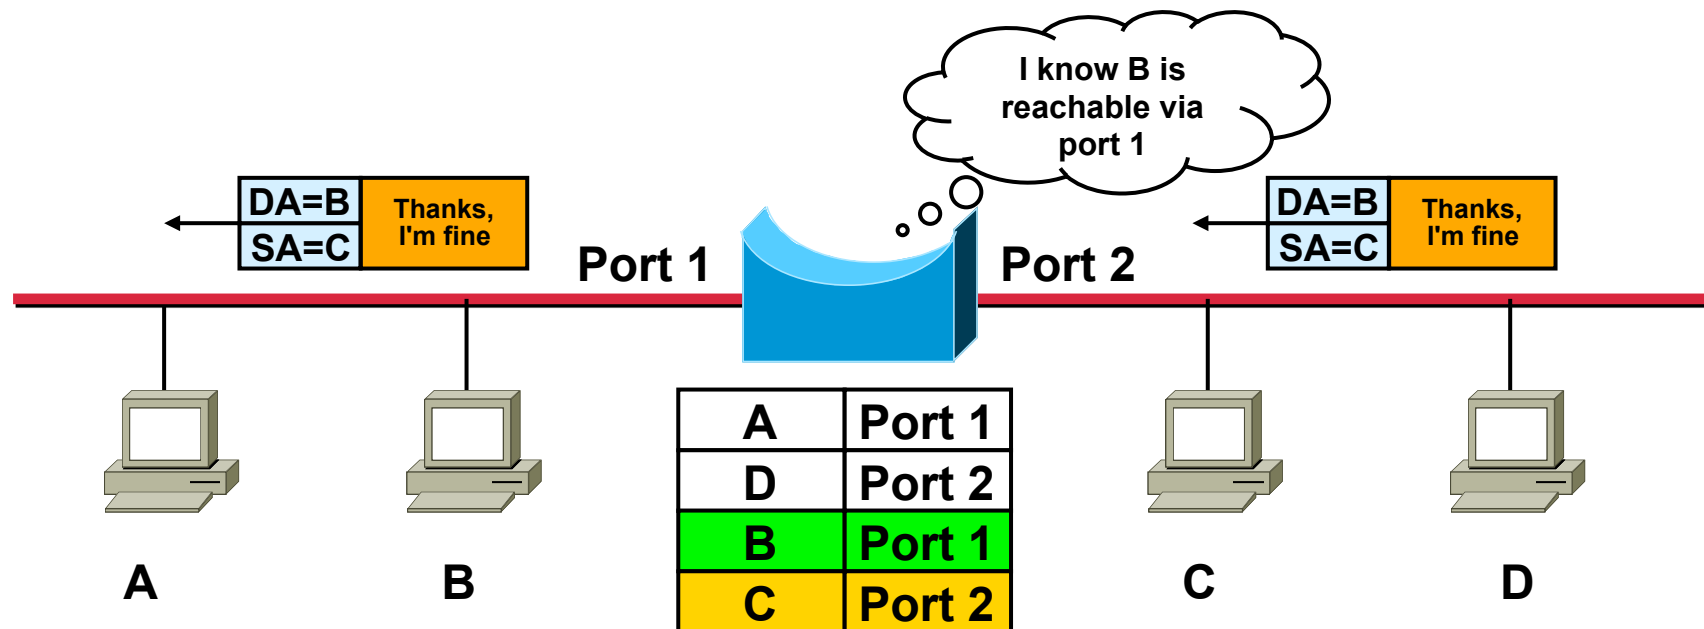 I know B is
reachable via
port 1
DA=B
SA=C
Thanks,
I'm fine
Port 1
Port 2
DA=B
SA=C
Thanks,
I'm fine
A Port 1
D Port 2
B Port 1
C Port 2
A
B
C
D